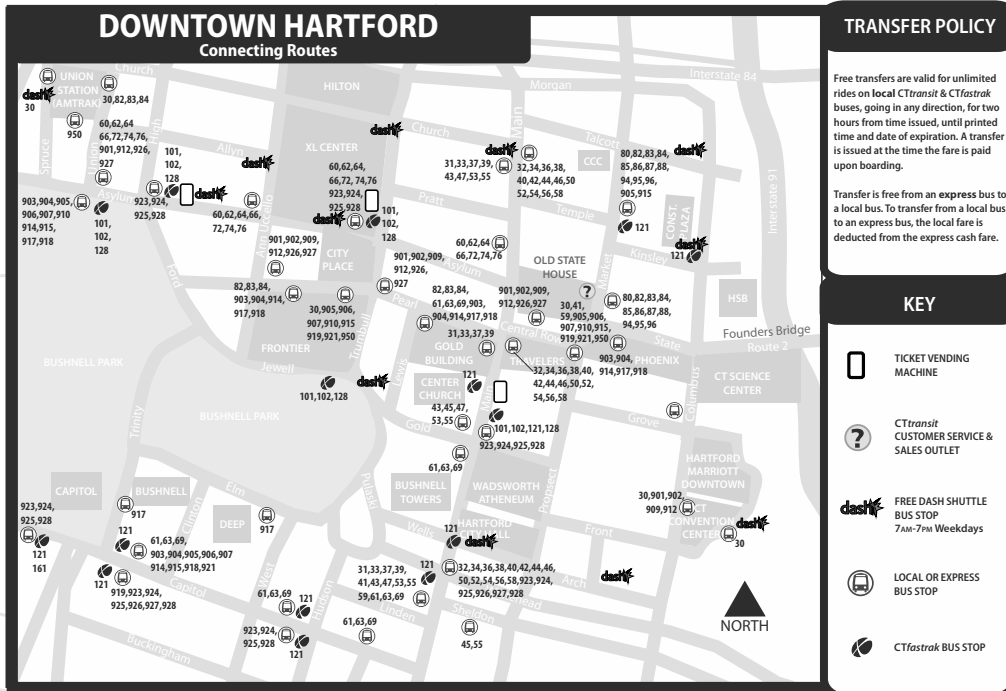 DOWNTOWN HARTFORD
Connecting Routes
TRANSFER POLICY
Free transfers are valid for unlimited
rides on local CTtransit & CTfastrak
buses, going in any direction, for two
hours from time issued, until printed
time and date of expiration. A transfer
is issued at the time the fare is paid
upon boarding.
Transfer is free from an express bus to
a local bus. To transfer from a local bus
to an express bus, the local fare is
deducted from the express cash fare.
KEY
TICKET VENDING
MACHINE
?
CTtransit
CUSTOMER SERVICE &
SALES OUTLET
dash
FREE DASH SHUTTLE
BUS STOP
7AM-7PM Weekdays
LOCAL OR EXPRESS
BUS STOP
CTfastrak BUS STOP
Church
UNION
STATION
(AMTRAK)
dash
30
30,82,83,84
950
60,62,64
66,72,74,76,
901,912,926,
927
Spruce
Union
High
Allyn
dash
101,
102,
128
dash
Asylum
903,904,905,
906,907,910
914,915,
917,918
101,
102,
128
923,924,
925,928
60,62,64,66,
72,74,76
Ann Uccello
HILTON
XL CENTER
dash
60,62,64,
66,72, 74,76
923,924,
925,928
dash
101,
102,
128
Interstate 84
Morgan
Main
Church
Talcott
dash
31,33,37,39,
43,47,53,55
32,34,36,38,
40,42,44,46,50
52,54,56,58
CCC
80,82,83,84,
85,86,87,88,
94,95,96,
905,915
dash
121
Pratt
Temple
CONST.
PLAZA
Interstate 91
dash
121
Kinsley
Market
901,902,909,
912,926,927
CITY
PLACE
901,902,909,
912,926,
927
Asylum
60,62,64
66,72,74,76
OLD STATE
HOUSE
?
Ford
82,83,84,
903,904,914,
917,918
30,905,906,
907,910,915
919,921,950
Pearl
82,83,84,
61,63,69,903,
904,914,917,918
901,902,909,
912,926,927
30,41,
59,905,906,
907,910,915,
919,921,950
80,82,83,84,
85,86,87,88,
94,95,96
HSB
Founders Bridge
Route 2
State
Central Row
FRONTIER
Trumbull
Lewis
31,33,37,39
GOLD
BUILDING
TRAVELERS
PHOENIX
903,904,
914,917,918
BUSHNELL PARK
Jewell
101,102,128
dash
CENTER
CHURCH
121
Main
32,34,36,38,40,
42,44,46,50,52,
54,56,58
CT SCIENCE
CENTER
Columbus
BUSHNELL PARK
Trinity
43,45,47,
53,55
Gold
101,102,121,128
923,924,925,928
Grove
61,63,69
HARTFORD
MARRIOTT
DOWNTOWN
CAPITOL
BUSHNELL
Elm
Pulaski
BUSHNELL
TOWERS
WADSWORTH
ATHENEUM
Propsect
923,924,
925,928
121
161
917
Clinton
DEEP
917
121
61,63,69,
903,904,905,906,907
914,915,918,921
Wells
121
HARTFORD
dash
Front
30,901,902,
909,912
CT
CONVENTION
CENTER
dash
30
121
919,923,924,
925,926,927,928
Capitol
West
Hudson
31,33,37,39,
41,43,47,53,55
59,61,63,69
121
32,34,36,38,40,42,44,46,
50,52,54,56,58,923,924,
925,926,927,928
Arch
dash
61,63,69
121
Linden
Sheldon
Buckingham
923,924,
925,928
121
61,63,69
45,55
NORTH